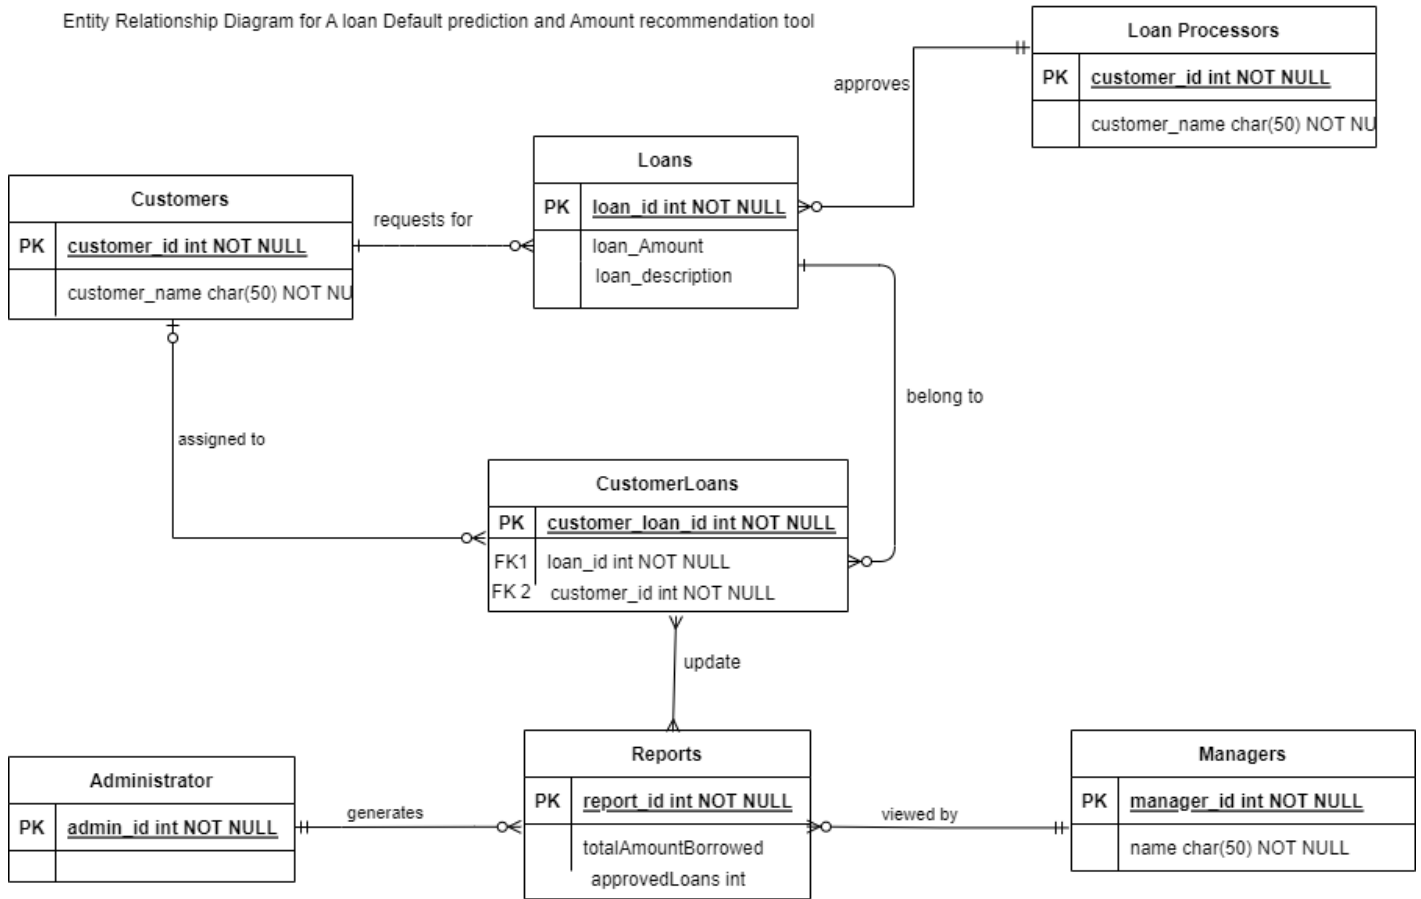 Entity Relationship Diagram for A loan Default prediction and Amount recommendation tool
Loan Processors
PK customer_id int NOT NULL
customer_name char(50) NOT NU
approves
Loans
PK loan_id int NOT NULL
loan_Amount
loan_description
Customers
PK customer_id int NOT NULL
customer_name char(50) NOT NU
requests for
belong to
assigned to
CustomerLoans
PK customer_loan_id int NOT NULL
FK1 loan_id int NOT NULL
FK 2 customer_id int NOT NULL
update
Administrator
PK admin_id int NOT NULL
generates
Reports
PK report_id int NOT NULL
totalAmountBorrowed
approvedLoans int
viewed by
Managers
PK manager_id int NOT NULL
name char(50) NOT NULL